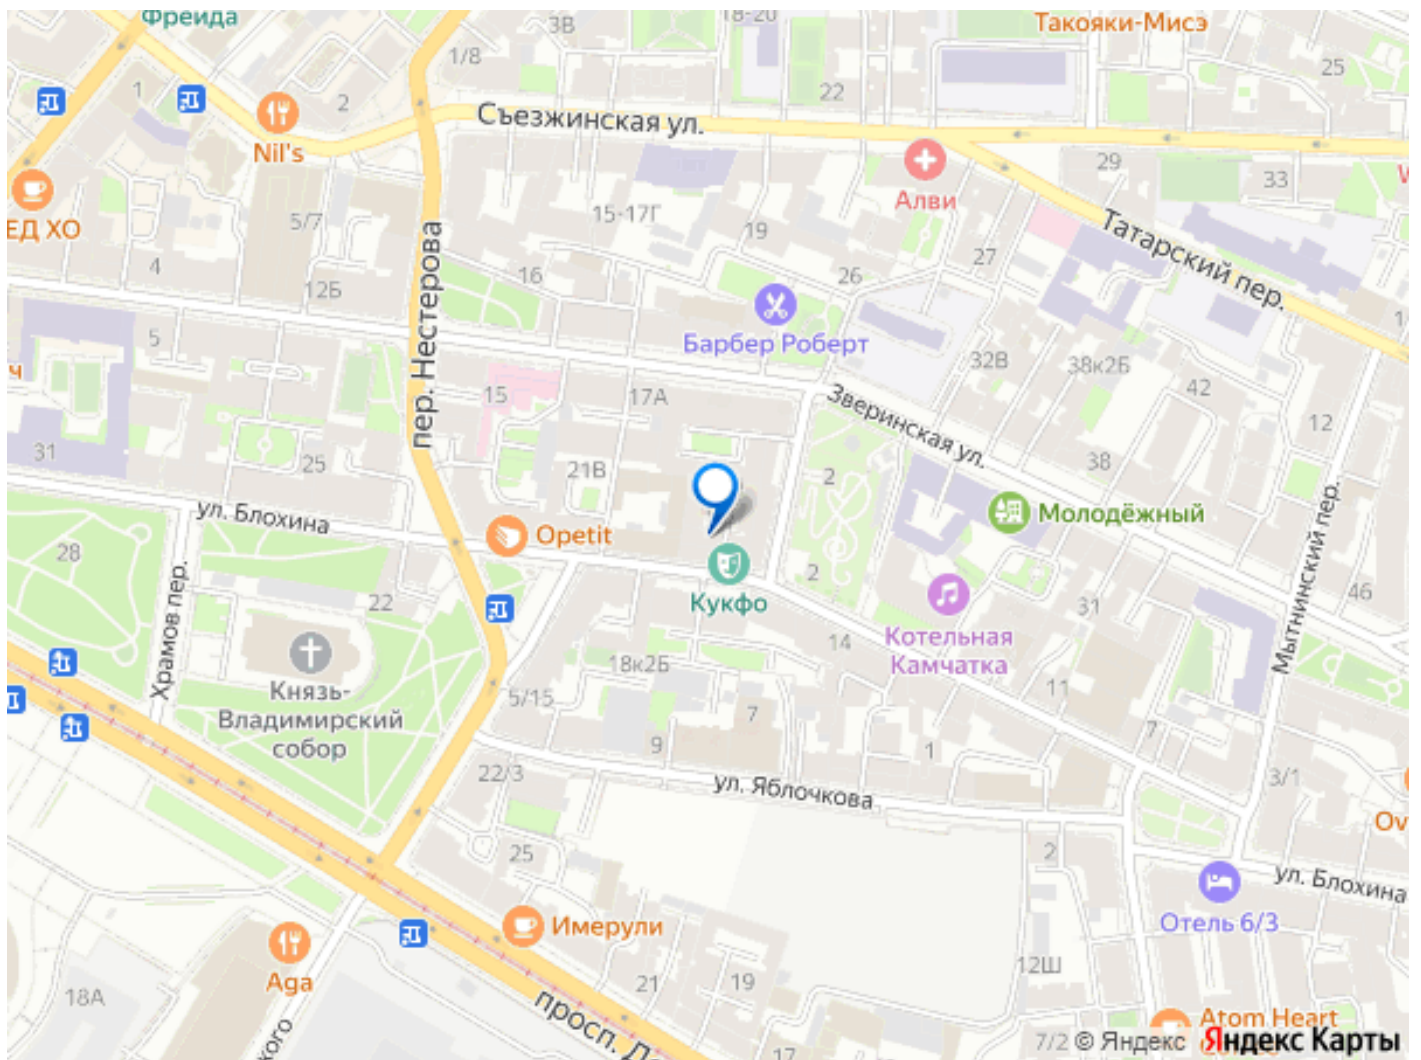 Фрейда
3В
18-20
Такояки-Мисэ
1/8
25
1
2
22
Съезжинская ул.
Nil's
29
33
Алви
ЕД ХО
5/7
15-17Г
19
27
Татарский пер.
4
12Б
пер. Нестерова
16
26
5
Барбер Роберт
32В
38к2Б
42
ч
15
17А
Зверинская ул.
12
31
25
21В
2
38
ул. Блохина
Opetit
Молодёжный
28
Кукфо
2
46
Мытнинский пер.
22
Храмов пер.
31
Котельная
Камчатка
14
18к2Б
Князь-
Владимирский
собор
5/15
11
7
7
9
1
22/3
ул. Яблочкова
3/1
Ov
25
2
ул. Блохина
Имерули
Отель 6/3
Aga
21
19
12Ш
18А
просп. До
ского
Atom Heart
7/2
© Яндекс Яндекс Карты